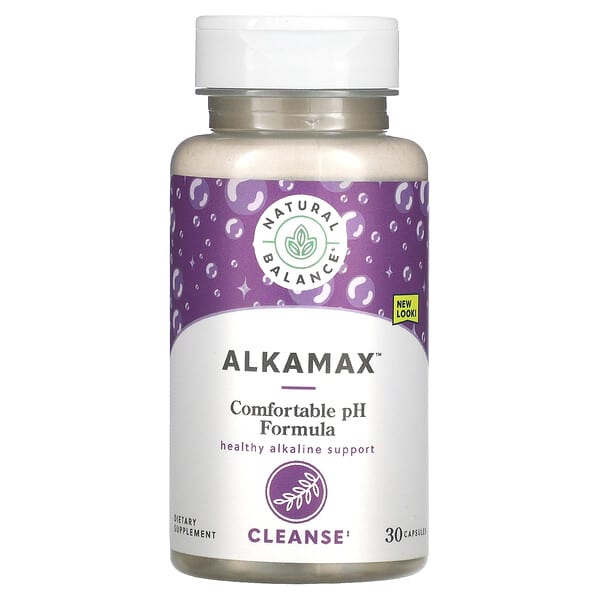 NATURAL
BALANCE®
NEW
LOOK!
ALKAMAX™
Comfortable pH
Formula
healthy alkaline support
DIETARY
SUPPLEMENT
CLEANSE‡
30 CAPSULES